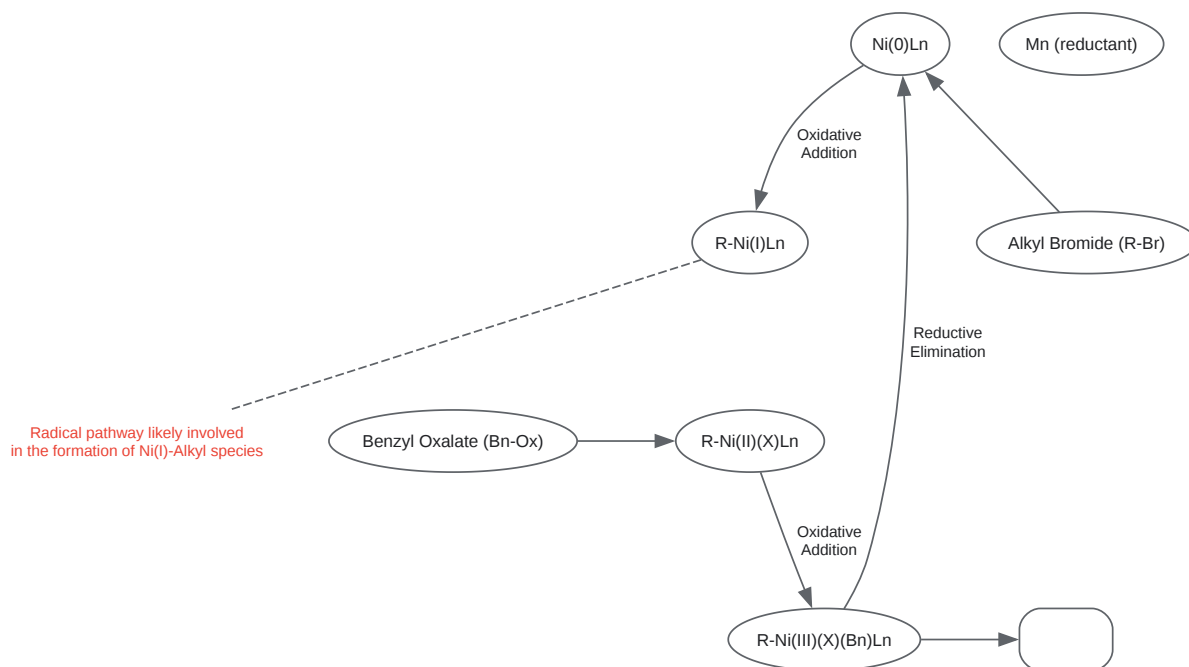 Ni(0)Ln
Mn (reductant)
Oxidative
Addition
R-Ni(I)Ln
Alkyl Bromide (R-Br)
Reductive
Elimination
Radical pathway likely involved
in the formation of Ni(I)-Alkyl species
Benzyl Oxalate (Bn-Ox)
R-Ni(II)(X)Ln
Oxidative
Addition
R-Ni(III)(X)(Bn)Ln